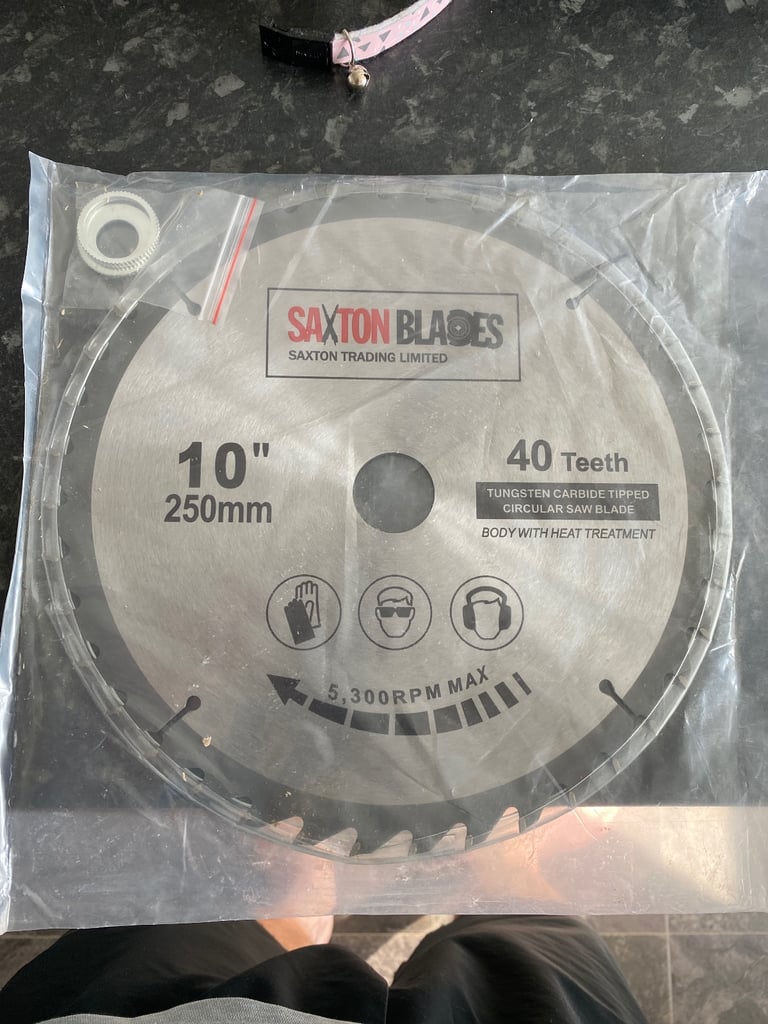 SAXTON BLADES
SAXTON TRADING LIMITED
10"
250mm
40 Teeth
TUNGSTEN CARBIDE TIPPED
CIRCULAR SAW BLADE
BODY WITH HEAT TREATMENT
5,300RPM MAX